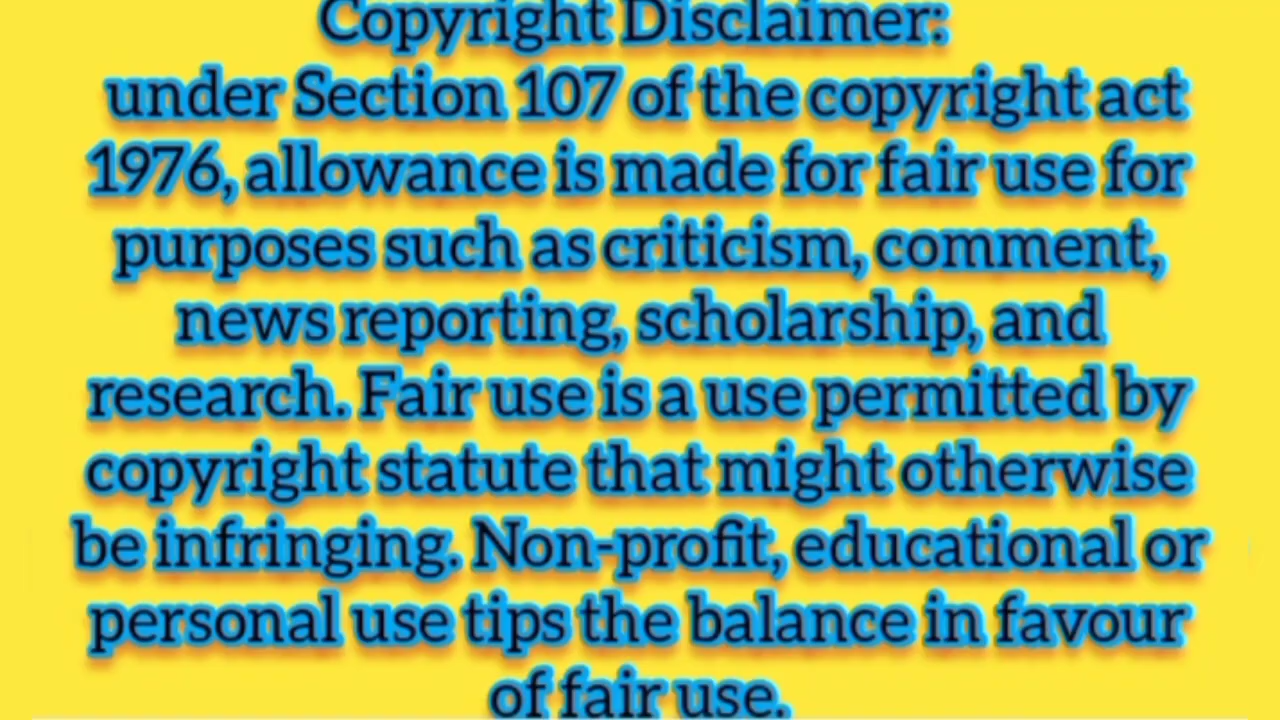 Copyright Disclaimer:
under Section 107 of the copyright act
1976, allowance is made for fair use for
purposes such as criticism, comment,
news reporting, scholarship, and
research. Fair use is a use permitted by
copyright statute that might otherwise
be infringing. Non-profit, educational or
personal use tips the balance in favour
of fair use.